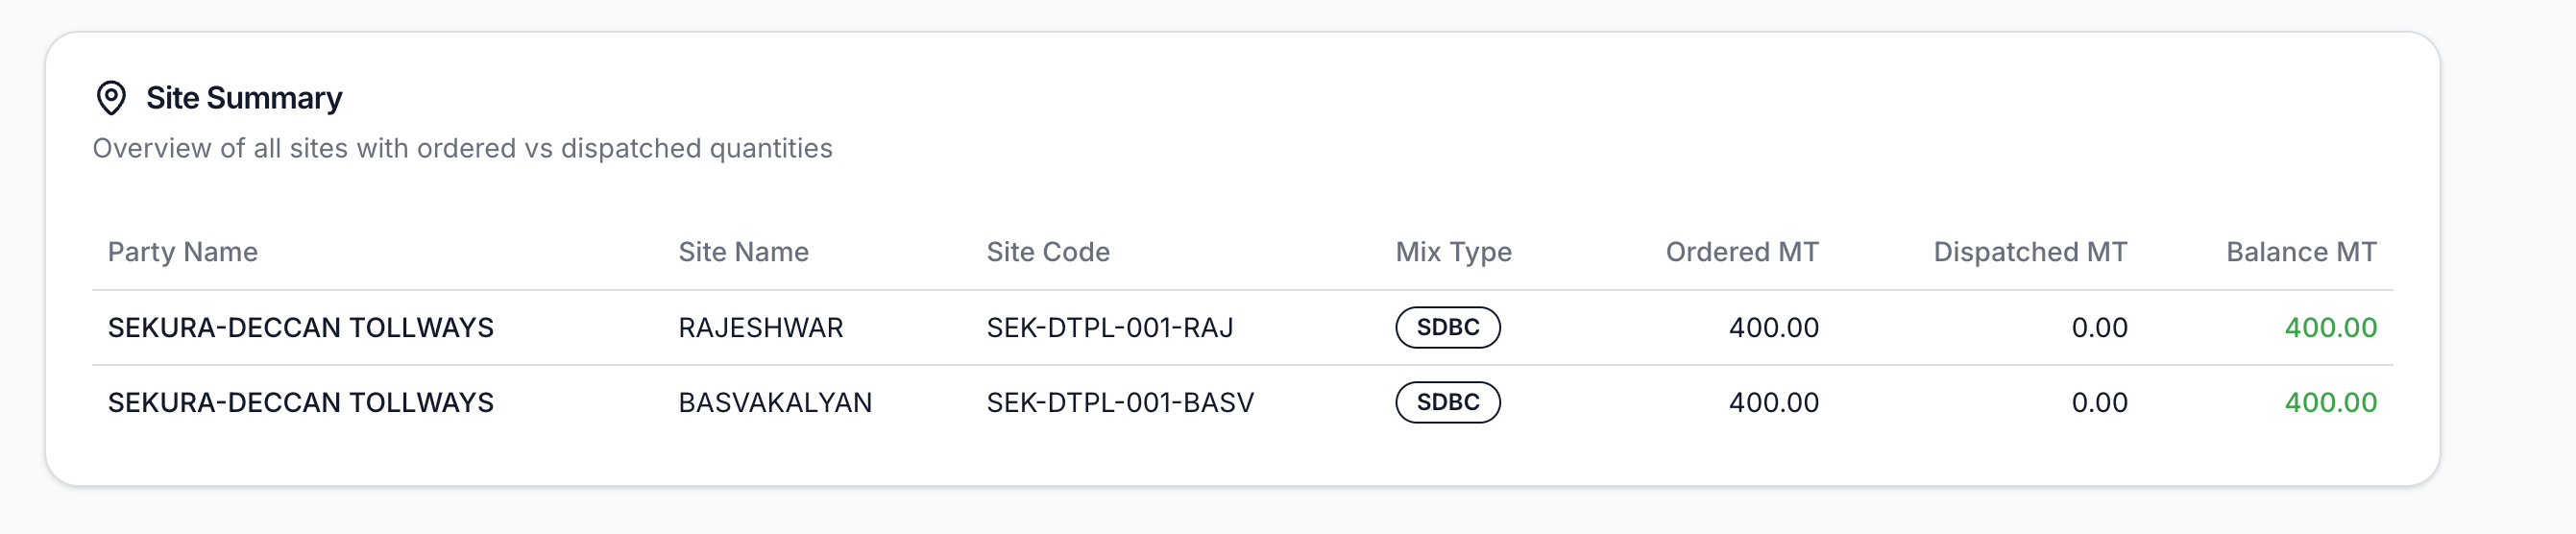 Site Summary
Overview of all sites with ordered vs dispatched quantities
Party Name Site Name Site Code Mix Type Ordered MT Dispatched MT Balance MT
SEKURA-DECCAN TOLLWAYS RAJESHWAR SEK-DTPL-001-RAJ SDBC 400.00 0.00 400.00
SEKURA-DECCAN TOLLWAYS BASVAKALYAN SEK-DTPL-001-BASV SDBC 400.00 0.00 400.00